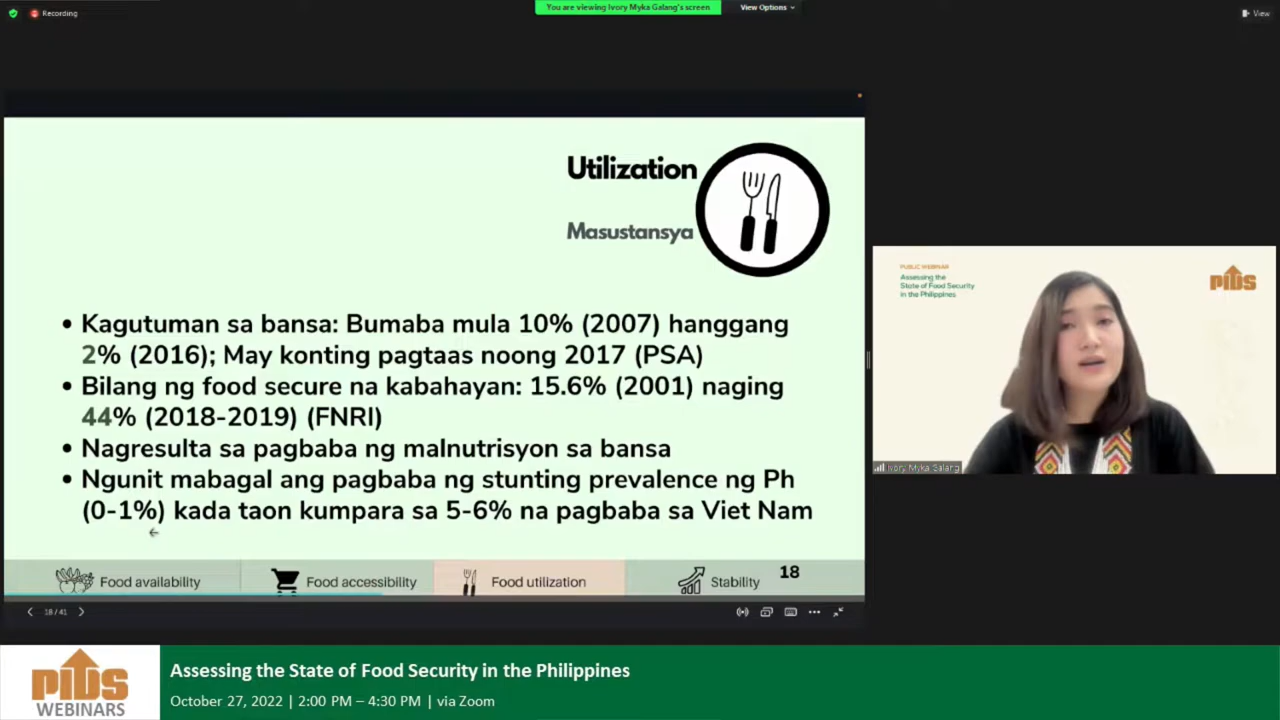 Recording
You are viewing Ivory Myka Galang's screen
View Options
View
Utilization
Masustansya
• Kagutuman sa bansa: Bumaba mula 10% (2007) hanggang
2% (2016); May konting pagtaas noong 2017 (PSA)
• Bilang ng food secure na kabahayan: 15.6% (2001) naging
44% (2018-2019) (FNRI)
• Nagresulta sa pagbaba ng malnutrisyon sa bansa
• Ngunit mabagal ang pagbaba ng stunting prevalence ng Ph
(0-1%) kada taon kumpara sa 5-6% na pagbaba sa Viet Nam
Food availability
Food accessibility
Food utilization
Stability
18
18 / 41
PUBLIC WEBINAR
Assessing the
State of Food Security
in the Philippines
PIDS
Ivory Myka Galang
PIDS
WEBINARS
Assessing the State of Food Security in the Philippines
October 27, 2022 | 2:00 PM – 4:30 PM | via Zoom